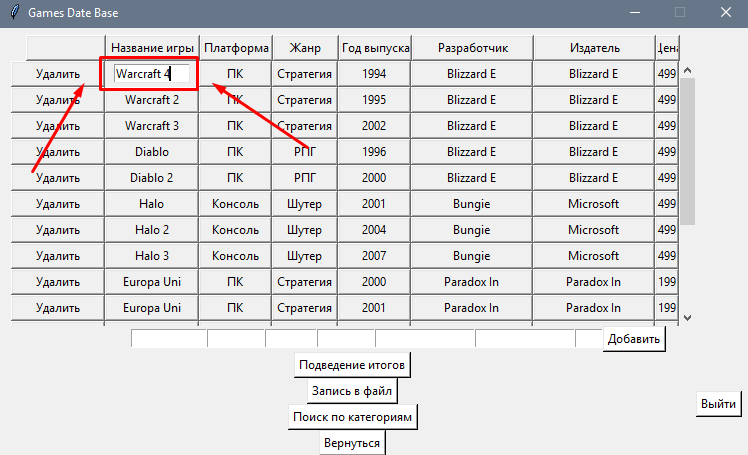 Games Date Base
Название игры Платформа Жанр Год выпуска Разработчик Издатель Цена
Удалить Warcraft 4 ПК Стратегия 1994 Blizzard E Blizzard E 499
Удалить Warcraft 2 ПК Стратегия 1995 Blizzard E Blizzard E 499
Удалить Warcraft 3 ПК Стратегия 2002 Blizzard E Blizzard E 499
Удалить Diablo ПК РПГ 1996 Blizzard E Blizzard E 499
Удалить Diablo 2 ПК РПГ 2000 Blizzard E Blizzard E 499
Удалить Halo Консоль Шутер 2001 Bungie Microsoft 499
Удалить Halo 2 Консоль Шутер 2004 Bungie Microsoft 499
Удалить Halo 3 Консоль Шутер 2007 Bungie Microsoft 499
Удалить Europa Uni ПК Стратегия 2000 Paradox In Paradox In 199
Удалить Europa Uni ПК Стратегия 2001 Paradox In Paradox In 199
Добавить
Подведение итогов
Запись в файл
Выйти
Поиск по категориям
Вернуться